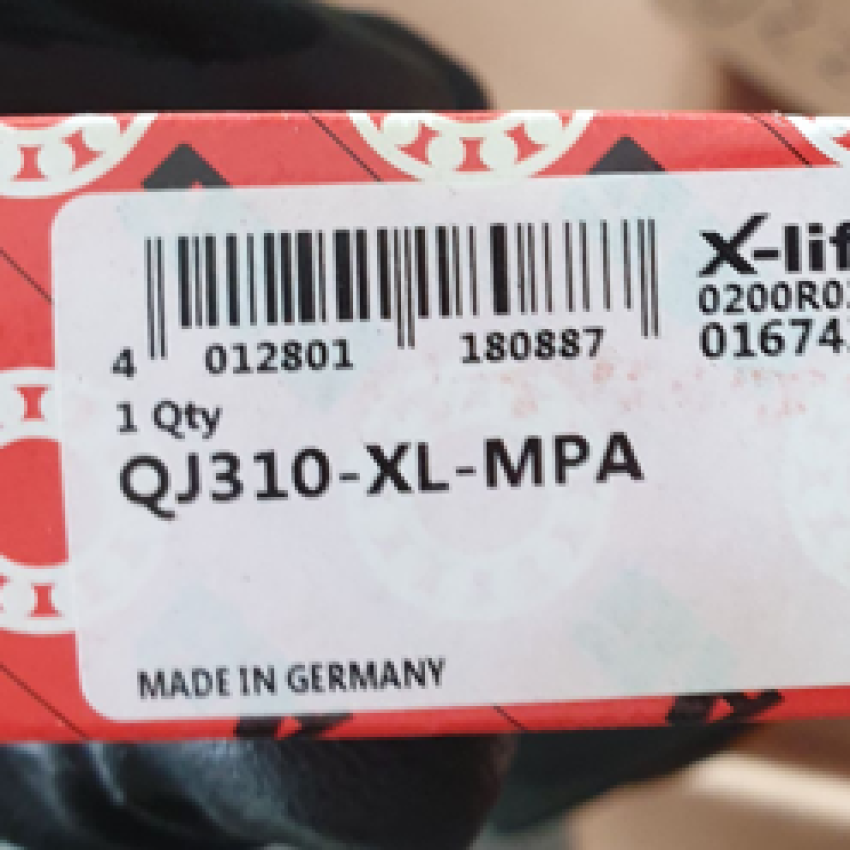 X-lif
0200R0
01674
4 012801 180887
1 Qty
QJ310-XL-MPA
MADE IN GERMANY